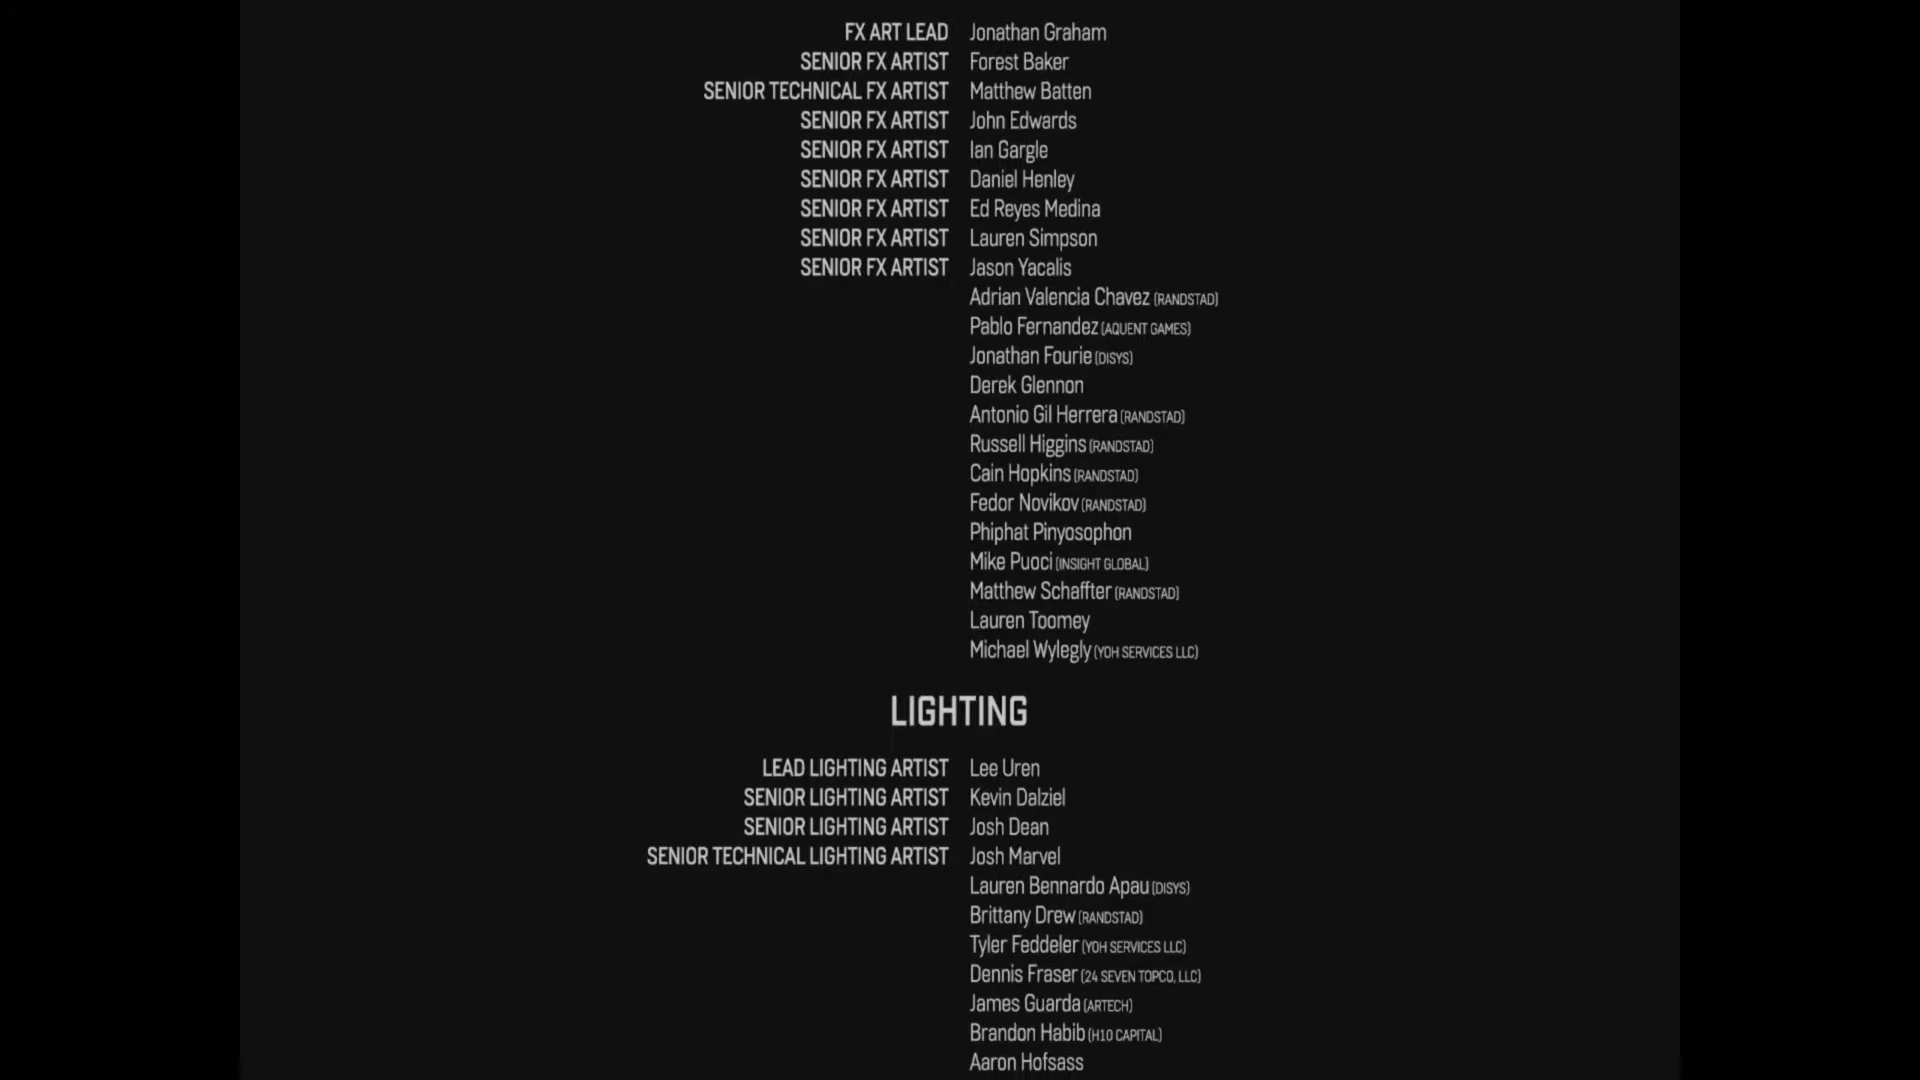 FX ART LEAD Jonathan Graham
SENIOR FX ARTIST Forest Baker
SENIOR TECHNICAL FX ARTIST Matthew Batten
SENIOR FX ARTIST John Edwards
SENIOR FX ARTIST Ian Gargle
SENIOR FX ARTIST Daniel Henley
SENIOR FX ARTIST Ed Reyes Medina
SENIOR FX ARTIST Lauren Simpson
SENIOR FX ARTIST Jason Yacalis
Adrian Valencia Chavez (RANDSTAD)
Pablo Fernandez (AQUENT GAMES)
Jonathan Fourie (DISYS)
Derek Glennon
Antonio Gil Herrera (RANDSTAD)
Russell Higgins (RANDSTAD)
Cain Hopkins (RANDSTAD)
Fedor Novikov (RANDSTAD)
Phiphat Pinyosophon
Mike Puoci (INSIGHT GLOBAL)
Matthew Schaffter (RANDSTAD)
Lauren Toomey
Michael Wylegly (YOH SERVICES LLC)
LIGHTING
LEAD LIGHTING ARTIST Lee Uren
SENIOR LIGHTING ARTIST Kevin Dalziel
SENIOR LIGHTING ARTIST Josh Dean
SENIOR TECHNICAL LIGHTING ARTIST Josh Marvel
Lauren Bennardo Apau (DISYS)
Brittany Drew (RANDSTAD)
Tyler Feddeler (YOH SERVICES LLC)
Dennis Fraser (24 SEVEN TOPCO, LLC)
James Guarda (ARTECH)
Brandon Habib (H10 CAPITAL)
Aaron Hofsass